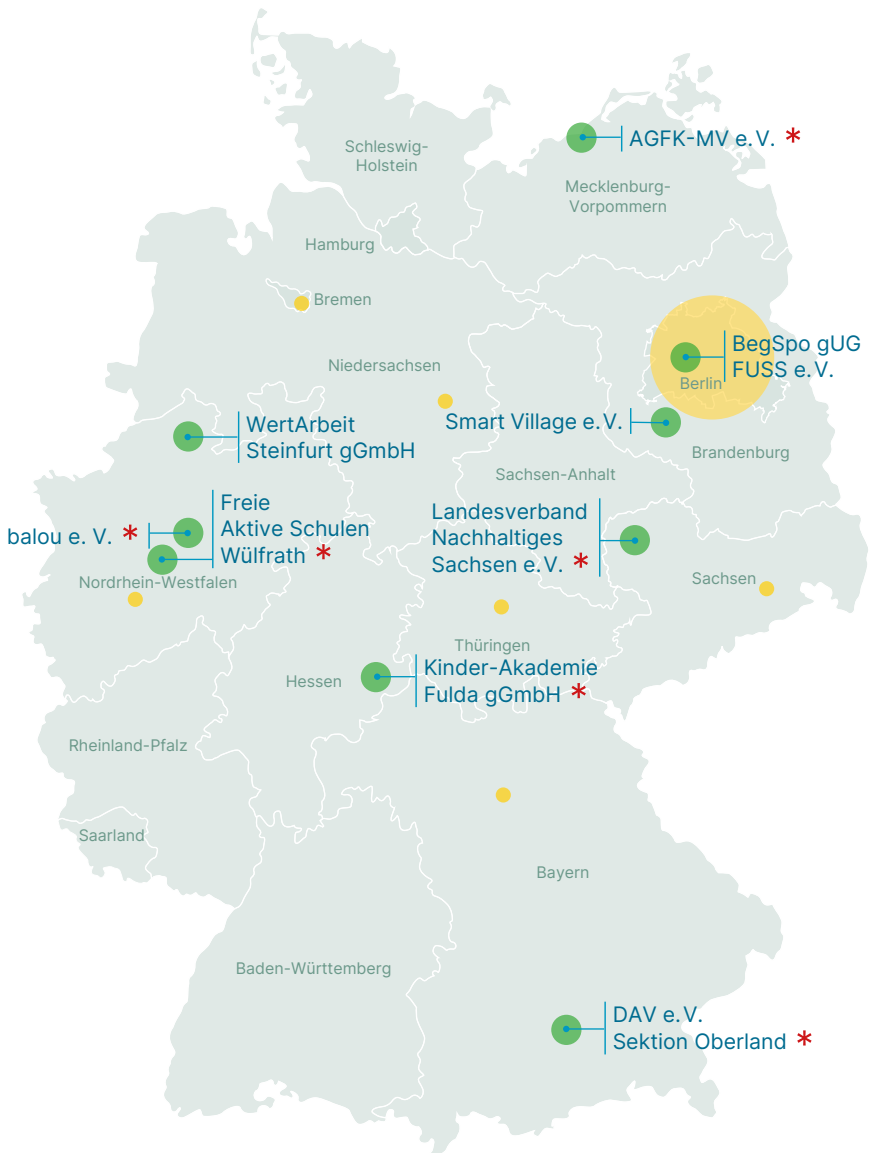 AGFK-MV e.V. *
Schleswig-
Holstein
Mecklenburg-
Vorpommern
Hamburg
Bremen
BegSpo gUG
FUSS e.V.
Niedersachsen
Berlin
WertArbeit
Steinfurt gGmbH
Smart Village e.V.
Brandenburg
Sachsen-Anhalt
Freie
Aktive Schulen
Wülfrath *
balou e. V. *
Landesverband
Nachhaltiges
Sachsen e.V. *
Nordrhein-Westfalen
Sachsen
Thüringen
Kinder-Akademie
Fulda gGmbH *
Hessen
Rheinland-Pfalz
Saarland
Bayern
Baden-Württemberg
DAV e.V.
Sektion Oberland *